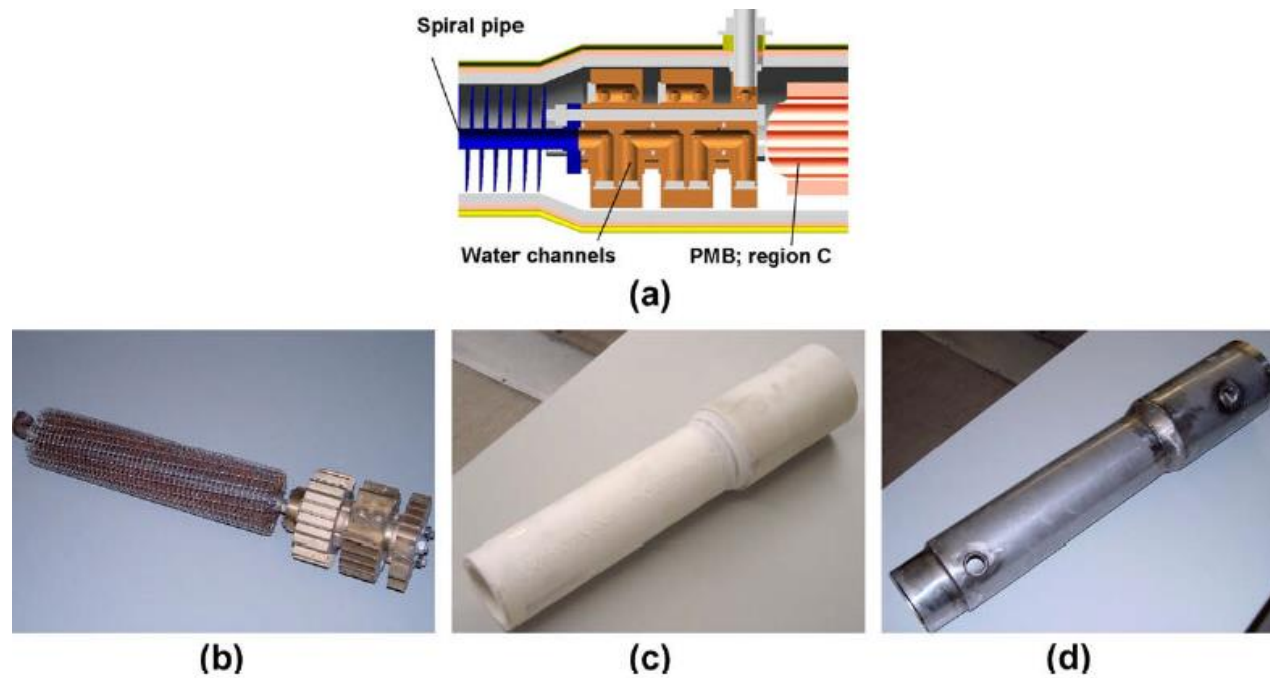 Spiral pipe
Water channels
PMB; region C
(a)
(b)
(c)
(d)